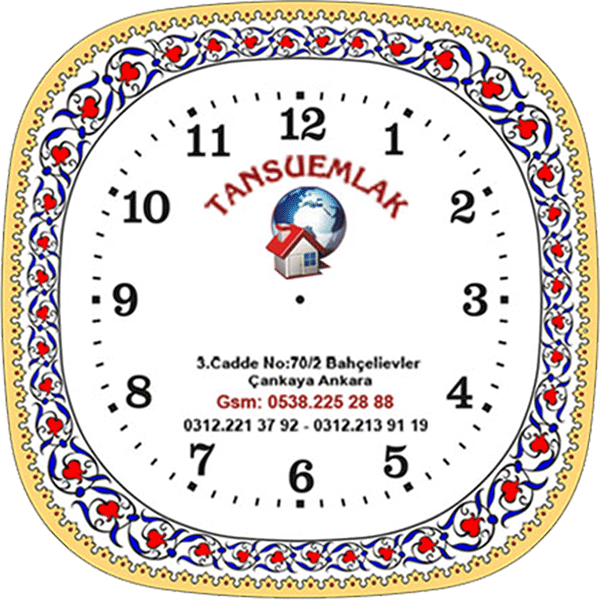 12
11
1
TANSUEMLAK
10
2
9
3
3.Cadde No:70/2 Bahçelievler
Çankaya Ankara
8
4
Gsm: 0538.225 28 88
0312.221 37 92 - 0312.213 91 19
7
5
6